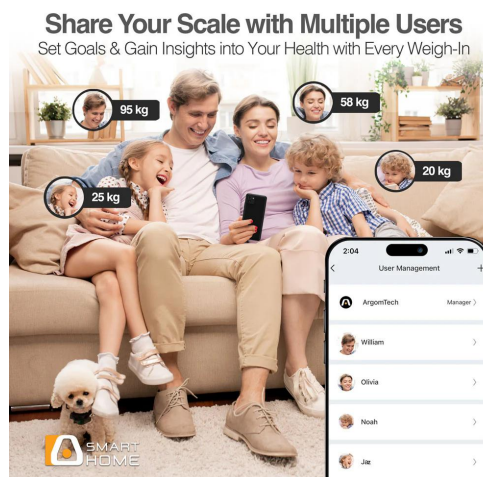 Share Your Scale with Multiple Users
Set Goals & Gain Insights into Your Health with Every Weigh-In
95 kg
58 kg
25 kg
20 kg
2:04
User Management
ArgomTech
Manager
William
Olivia
Noah
SMART
HOME